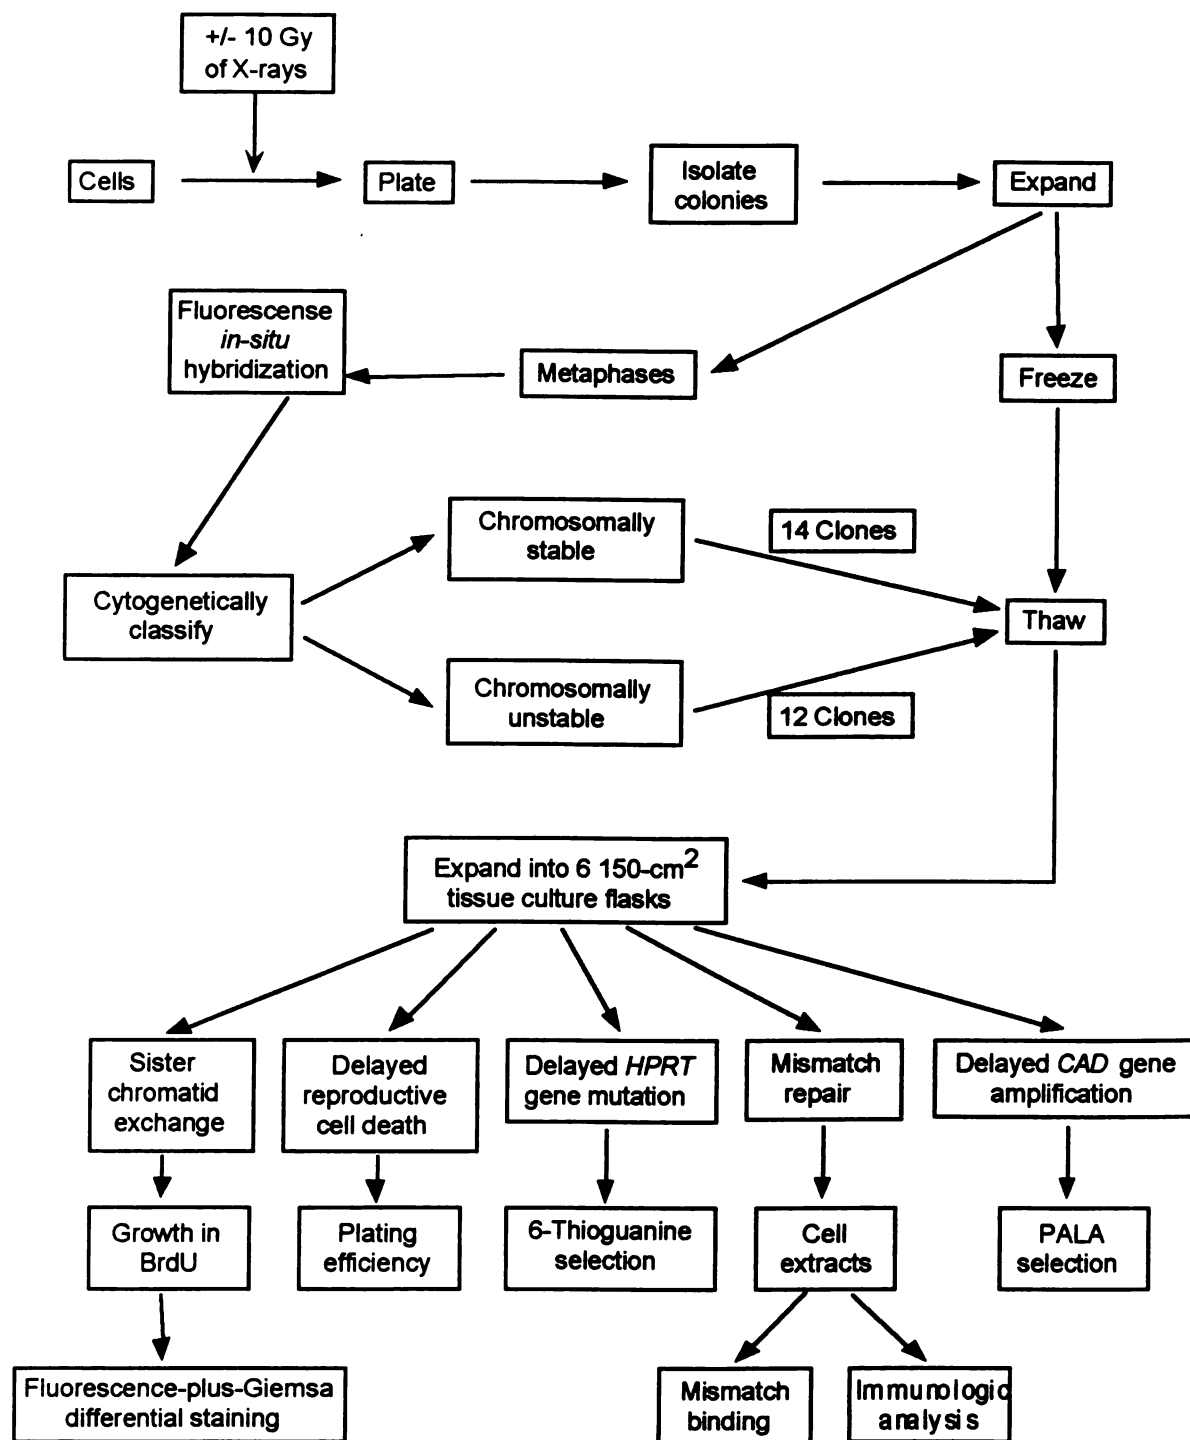 +/- 10 Gy
of X-rays
Cells
Plate
Isolate
colonies
Expand
Fluorescense
in-situ
hybridization
Metaphases
Freeze
Chromosomally
stable
14 Clones
Cytogenetically
classify
Thaw
Chromosomally
unstable
12 Clones
Expand into 6 150-cm²
tissue culture flasks
Sister
chromatid
exchange
Delayed
reproductive
cell death
Delayed HPRT
gene mutation
Mismatch
repair
Delayed CAD gene
amplification
Growth in
BrdU
Plating
efficiency
6-Thioguanine
selection
Cell
extracts
PALA
selection
Fluorescence-plus-Giemsa
differential staining
Mismatch
binding
Immunologic
analysis